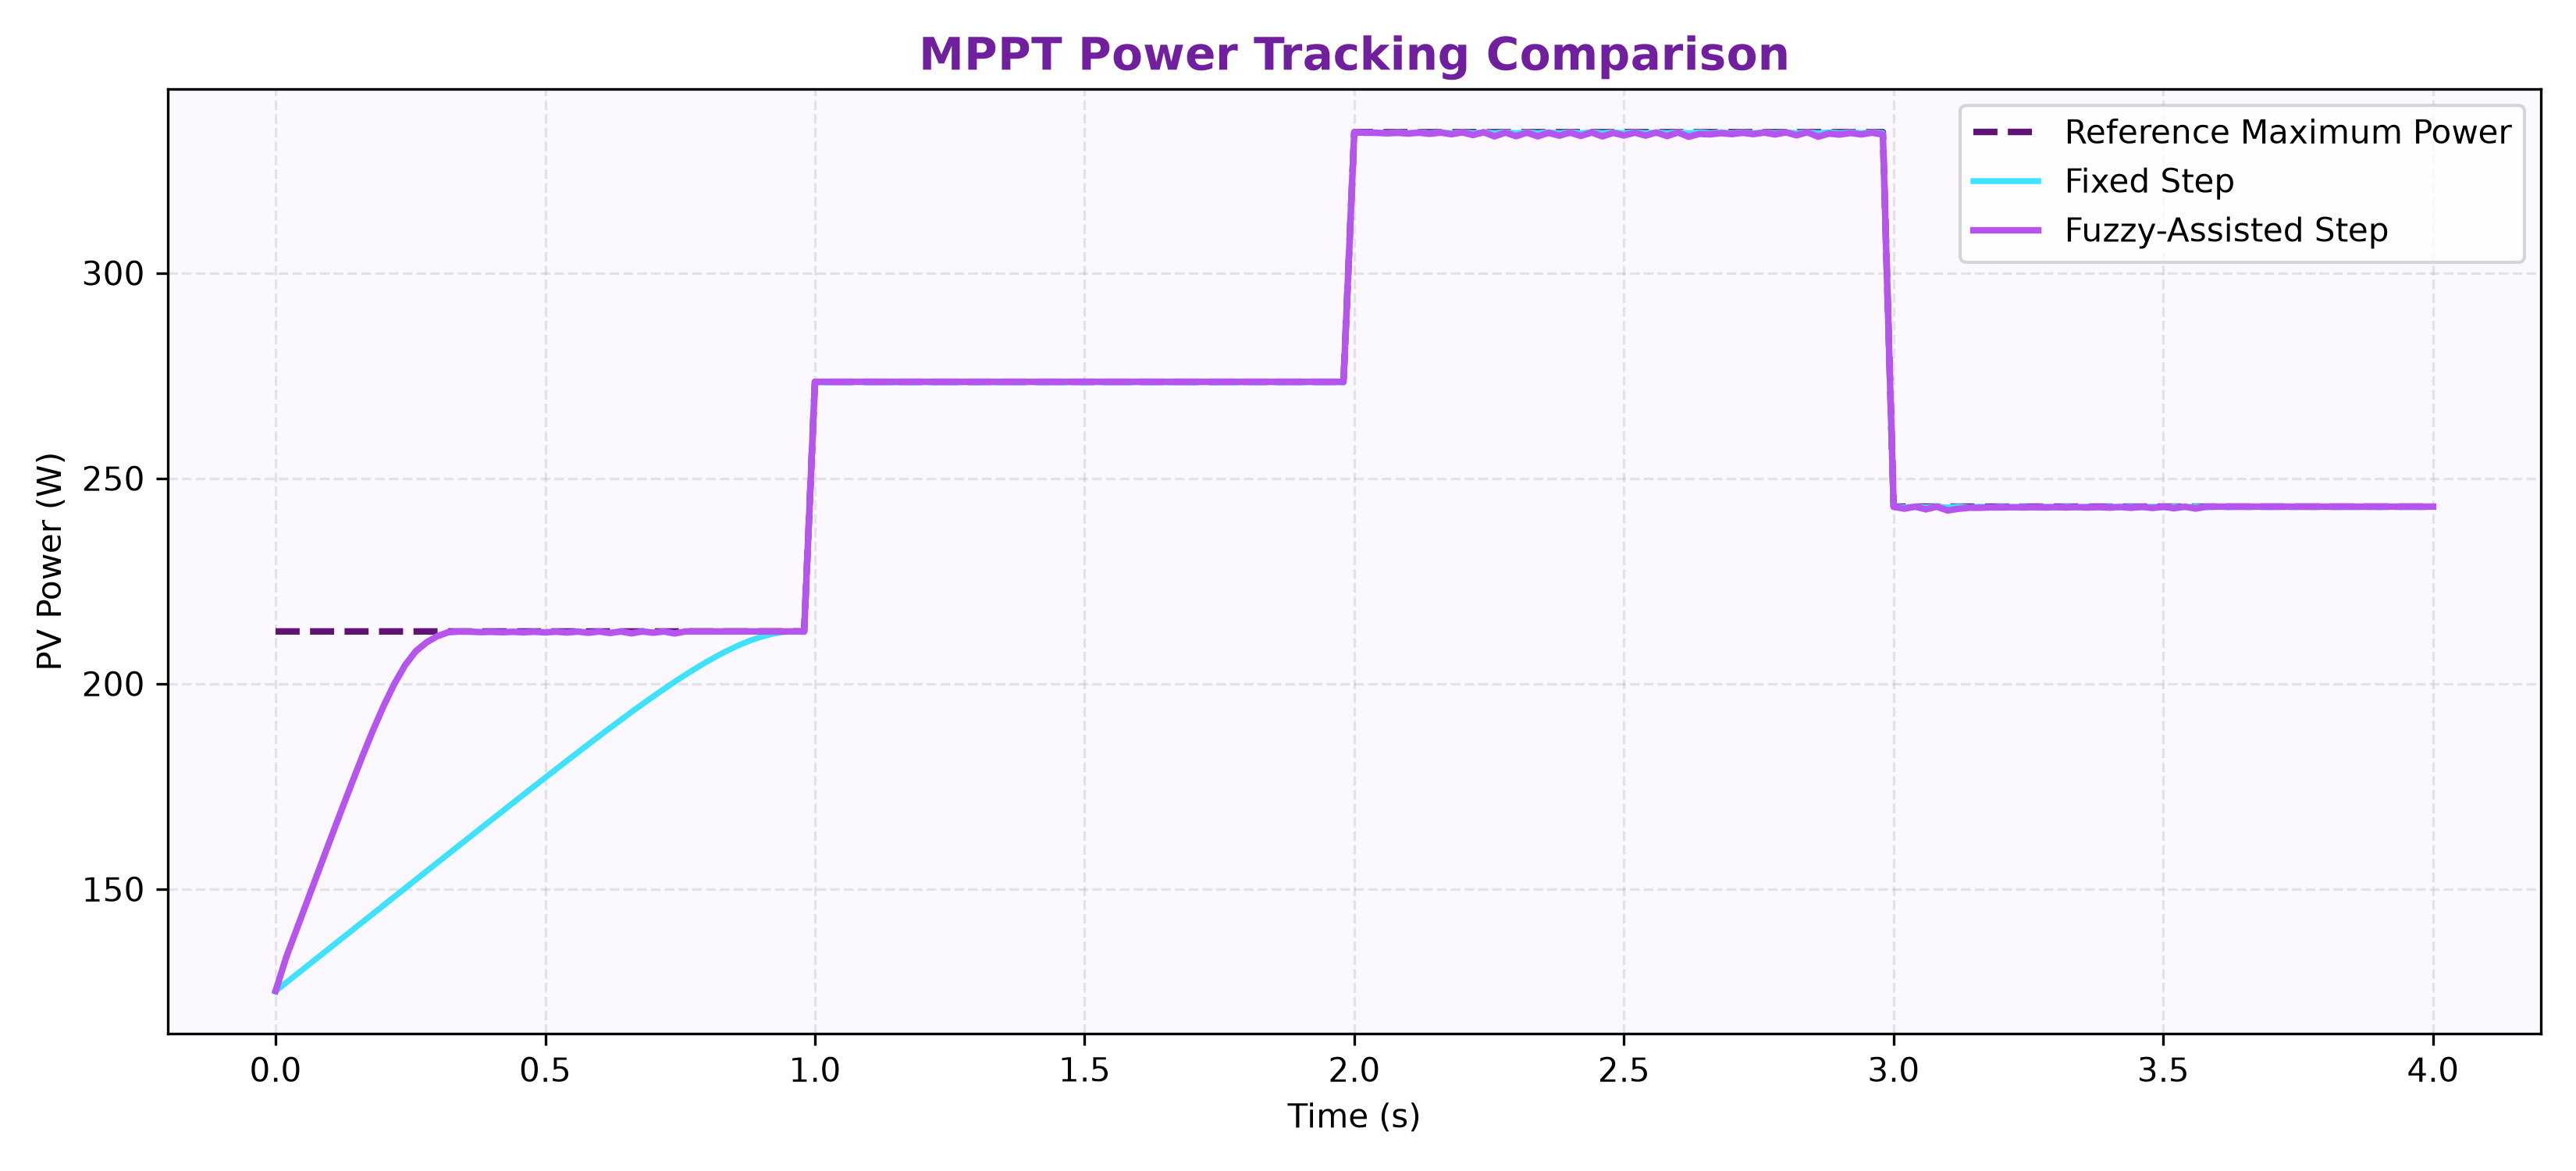 MPPT Power Tracking Comparison
Reference Maximum Power
Fixed Step
Fuzzy-Assisted Step
PV Power (W)
300
250
200
150
0.0 0.5 1.0 1.5 2.0 2.5 3.0 3.5 4.0
Time (s)